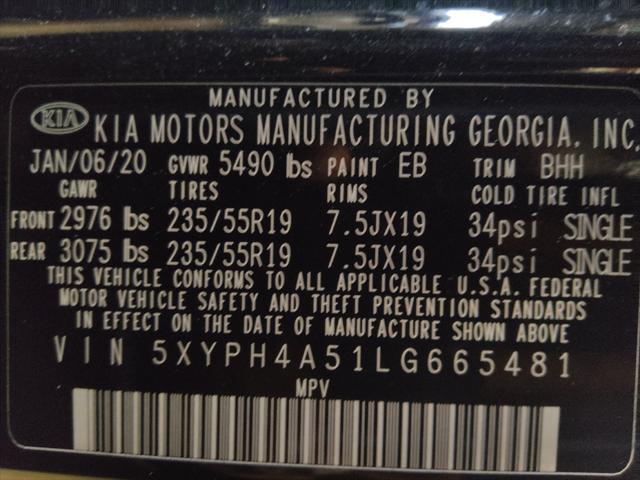 MANUFACTURED BY
KIA KIA MOTORS MANUFACTURING GEORGIA, INC.
JAN/06/20 GVWR 5490 lbs PAINT EB TRIM BHH
GAWR TIRES RIMS COLD TIRE INFL
FRONT 2976 lbs 235/55R19 7.5JX19 34psi SINGLE
REAR 3075 lbs 235/55R19 7.5JX19 34psi SINGLE
THIS VEHICLE CONFORMS TO ALL APPLICABLE U.S.A. FEDERAL
MOTOR VEHICLE SAFETY AND THEFT PREVENTION STANDARDS
IN EFFECT ON THE DATE OF MANUFACTURE SHOWN ABOVE
VIN 5XYPH4A51LG665481
MPV